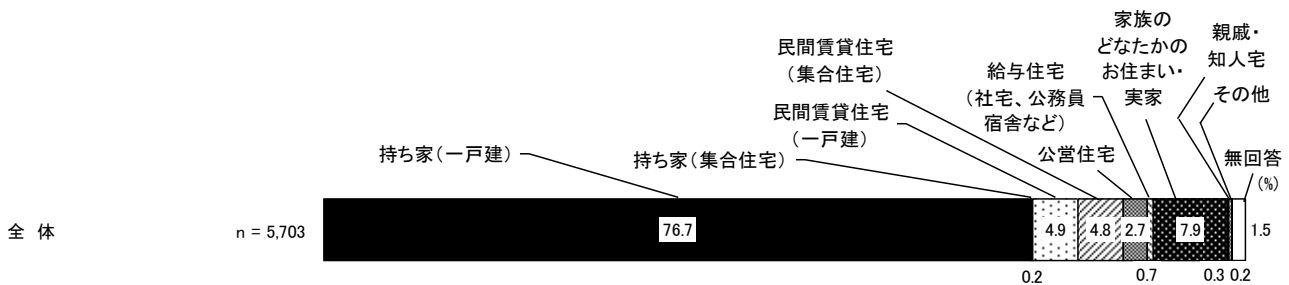 家族の
どなたかの
お住まい・
実家
親戚・
知人宅
民間賃貸住宅
(集合住宅)
給与住宅
(社宅、公務員
宿舎など)
その他
民間賃貸住宅
(一戸建)
持ち家(一戸建)
持ち家(集合住宅)
公営住宅
無回答
(%)
全 体
n = 5,703
76.7
4.9
4.8
2.7
7.9
1.5
0.2
0.7
0.3
0.2